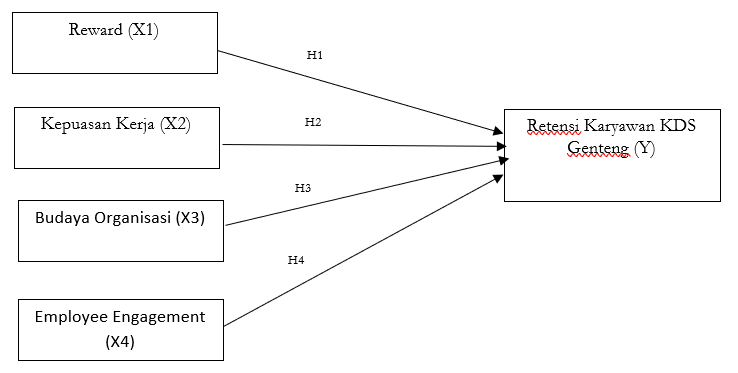 Reward (X1)
H1
Kepuasan Kerja (X2)
H2
Retensi Karyawan KDS
Genteng (Y)
H3
Budaya Organisasi (X3)
H4
Employee Engagement
(X4)